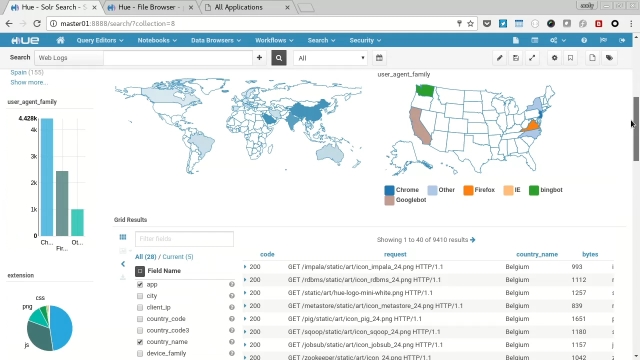 Hue - Solr Search - S
Hue - File Browser -
All Applications
master01:8888/search/?collection=8
HUE
Query Editors
Notebooks
Data Browsers
Workflows
Search
Security
Search
Web Logs
All
Spain (155)
Show more...
user_agent_family
user_agent_family
4.428k
4k
3k
2k
1k
0
Ch...
Fir...
Ot...
Chrome
Other
Firefox
IE
bingbot
Googlebot
Grid Results
Filter fields
Showing 1 to 40 of 9410 results
All (28) / Current (5)
Field Name
app
city
client_ip
country_code
country_code3
country_name
device_family
code
request
country_name
bytes
200 GET /impala/static/art/icon_impala_24.png HTTP/1.1 Belgium 993
200 GET /rdbms/static/art/icon_rdbms_24.png HTTP/1.1 Belgium 1112
200 GET /static/art/hue-logo-mini-white.png HTTP/1.1 Belgium 1257
200 GET /metastore/static/art/icon_metastore_24.png HTTP/1.1 Belgium 839
200 GET /pig/static/art/icon_pig_24.png HTTP/1.1 Belgium 1651
200 GET /sqoop/static/art/icon_sqoop_24.png HTTP/1.1 Belgium 1180
200 GET /jobsub/static/art/icon_jobsub_24.png HTTP/1.1 Belgium 1157
200 GET /zookeeper/static/art/icon_zookeeper_24.png HTTP/1.1 Belgium 1042
extension
css
png
js